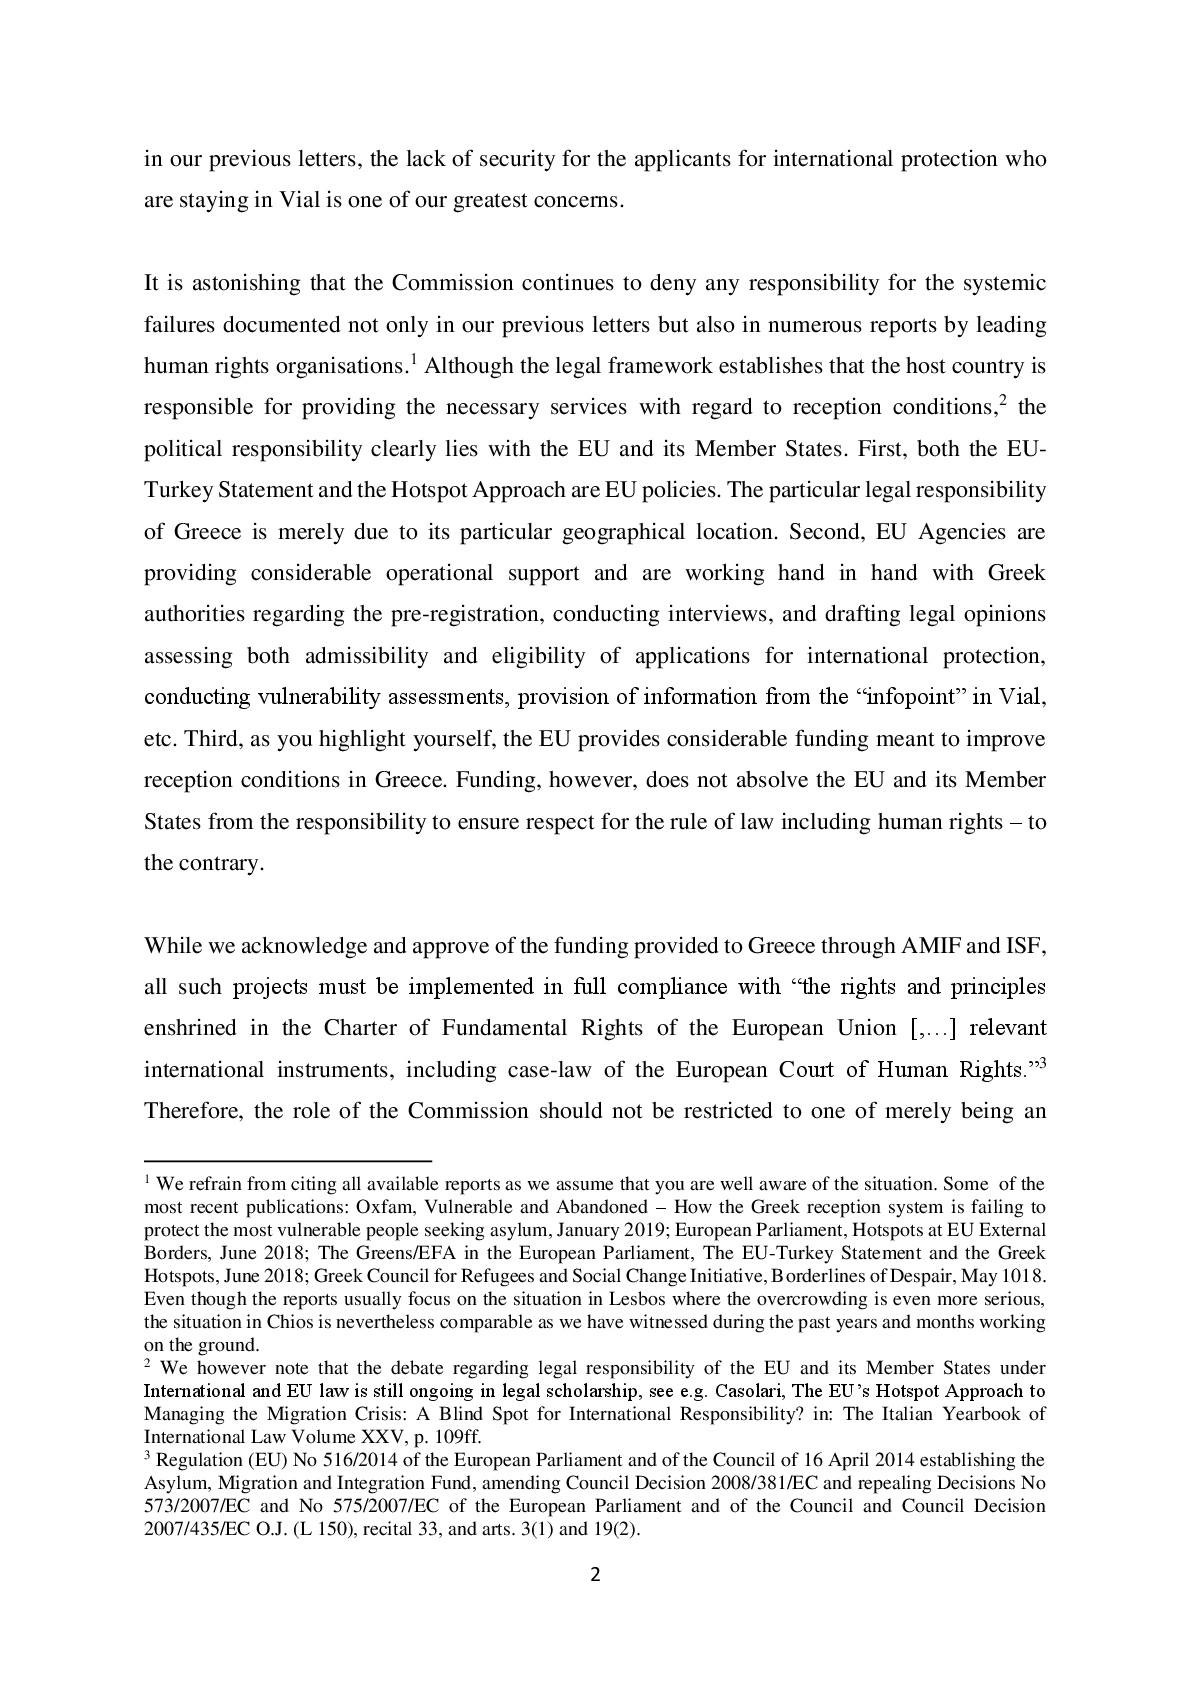 in our previous letters, the lack of security for the applicants for international protection who
are staying in Vial is one of our greatest concerns.
It is astonishing that the Commission continues to deny any responsibility for the systemic
failures documented not only in our previous letters but also in numerous reports by leading
human rights organisations.1 Although the legal framework establishes that the host country is
responsible for providing the necessary services with regard to reception conditions,2 the
political responsibility clearly lies with the EU and its Member States. First, both the EU-
Turkey Statement and the Hotspot Approach are EU policies. The particular legal responsibility
of Greece is merely due to its particular geographical location. Second, EU Agencies are
providing considerable operational support and are working hand in hand with Greek
authorities regarding the pre-registration, conducting interviews, and drafting legal opinions
assessing both admissibility and eligibility of applications for international protection,
conducting vulnerability assessments, provision of information from the “infopoint” in Vial,
etc. Third, as you highlight yourself, the EU provides considerable funding meant to improve
reception conditions in Greece. Funding, however, does not absolve the EU and its Member
States from the responsibility to ensure respect for the rule of law including human rights – to
the contrary.
While we acknowledge and approve of the funding provided to Greece through AMIF and ISF,
all such projects must be implemented in full compliance with “the rights and principles
enshrined in the Charter of Fundamental Rights of the European Union [,…] relevant
international instruments, including case-law of the European Court of Human Rights.”3
Therefore, the role of the Commission should not be restricted to one of merely being an
1 We refrain from citing all available reports as we assume that you are well aware of the situation. Some of the
most recent publications: Oxfam, Vulnerable and Abandoned – How the Greek reception system is failing to
protect the most vulnerable people seeking asylum, January 2019; European Parliament, Hotspots at EU External
Borders, June 2018; The Greens/EFA in the European Parliament, The EU-Turkey Statement and the Greek
Hotspots, June 2018; Greek Council for Refugees and Social Change Initiative, Borderlines of Despair, May 1018.
Even though the reports usually focus on the situation in Lesbos where the overcrowding is even more serious,
the situation in Chios is nevertheless comparable as we have witnessed during the past years and months working
on the ground.
2 We however note that the debate regarding legal responsibility of the EU and its Member States under
International and EU law is still ongoing in legal scholarship, see e.g. Casolari, The EU’s Hotspot Approach to
Managing the Migration Crisis: A Blind Spot for International Responsibility? in: The Italian Yearbook of
International Law Volume XXV, p. 109ff.
3 Regulation (EU) No 516/2014 of the European Parliament and of the Council of 16 April 2014 establishing the
Asylum, Migration and Integration Fund, amending Council Decision 2008/381/EC and repealing Decisions No
573/2007/EC and No 575/2007/EC of the European Parliament and of the Council and Council Decision
2007/435/EC O.J. (L 150), recital 33, and arts. 3(1) and 19(2).
2